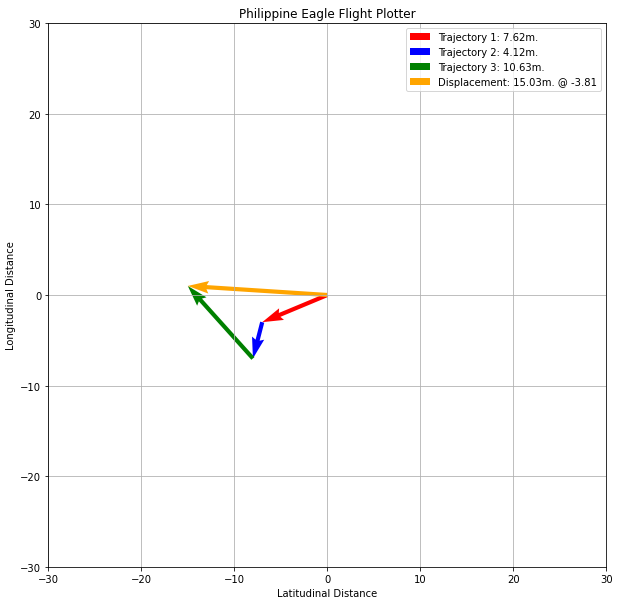 Philippine Eagle Flight Plotter
Trajectory 1: 7.62m.
Trajectory 2: 4.12m.
Trajectory 3: 10.63m.
Displacement: 15.03m. @ -3.81
30
20
10
0
−10
−20
−30
Longitudinal Distance
−30
−20
−10
0
10
20
30
Latitudinal Distance